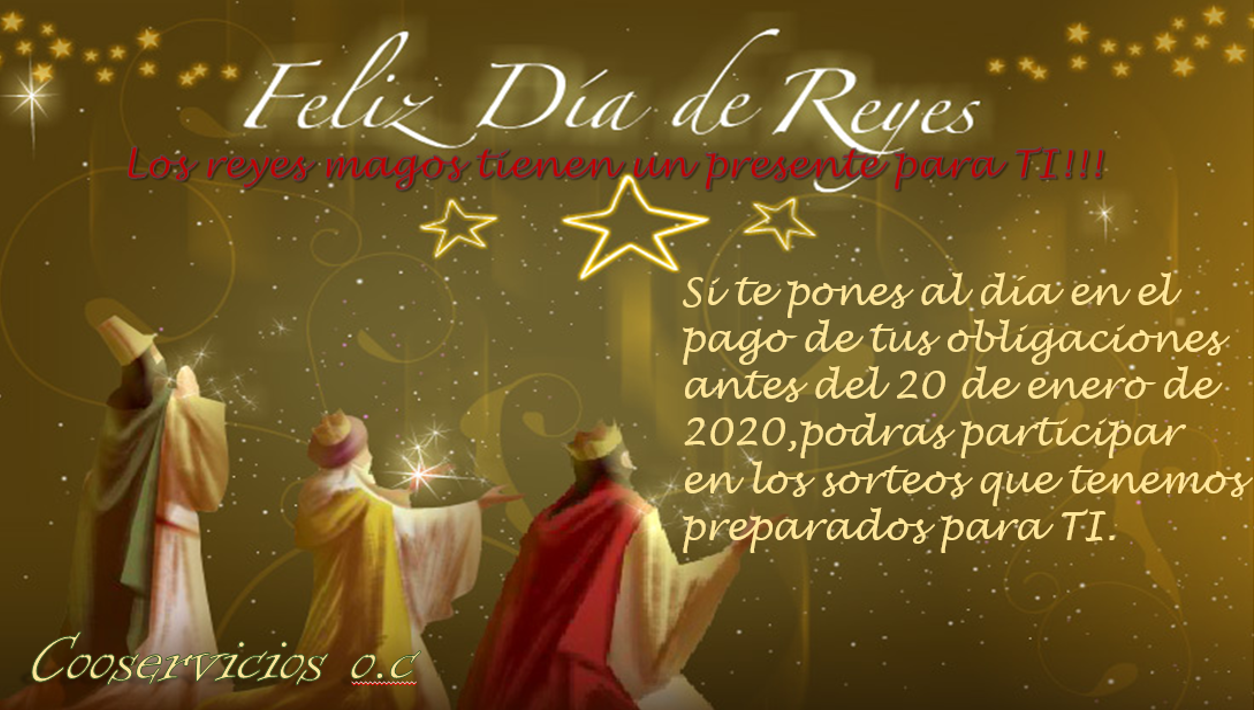 Feliz Día de Reyes
Los reyes magos tienen un presente para TI!!!
Si te pones al día en el
pago de tus obligaciones
antes del 20 de enero de
2020,podras participar
en los sorteos que tenemos
preparados para TI.
Cooservicios o.c